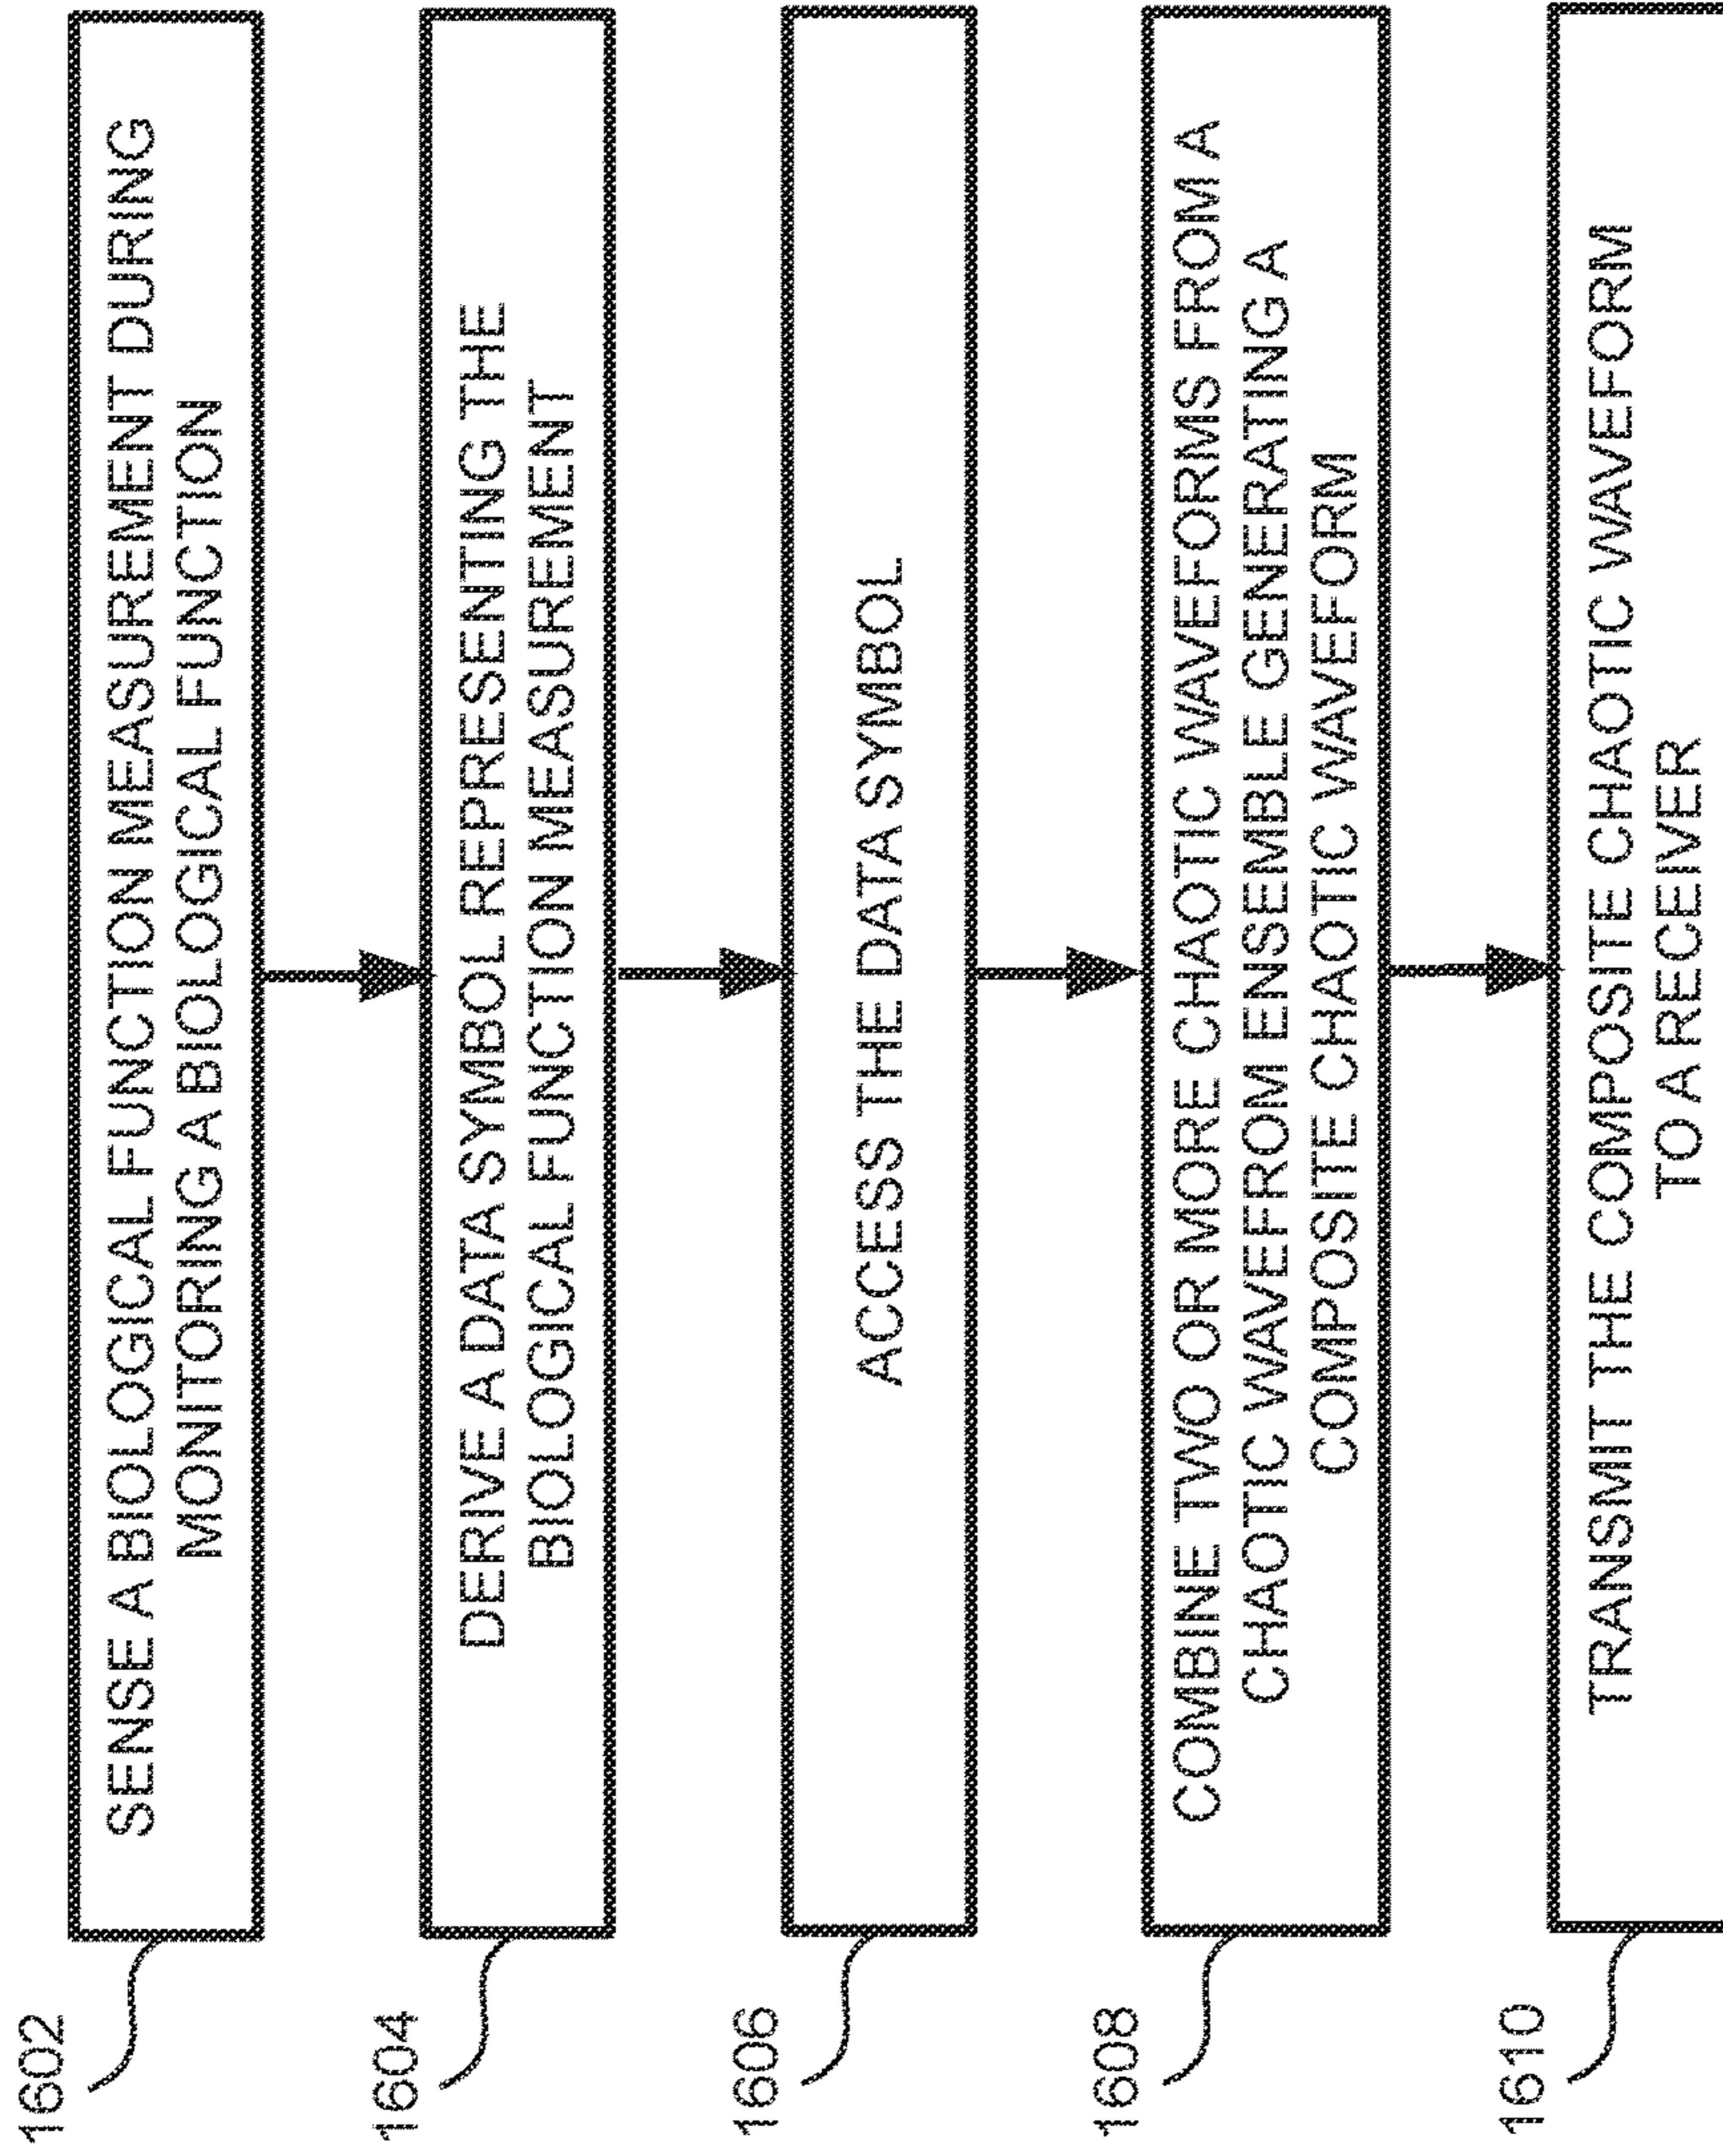 1602
SENSE A BIOLOGICAL FUNCTION MEASUREMENT DURING
MONITORING A BIOLOGICAL FUNCTION
1604
DERIVE A DATA SYMBOL REPRESENTING THE
BIOLOGICAL FUNCTION MEASUREMENT
1606
ACCESS THE DATA SYMBOL
1608
COMBINE TWO OR MORE CHAOTIC WAVEFORMS FROM A
CHAOTIC WAVEFROM ENSEMBLE GENERATING A
COMPOSITE CHAOTIC WAVEFORM
1610
TRANSMIT THE COMPOSITE CHAOTIC WAVEFORM
TO A RECEIVER